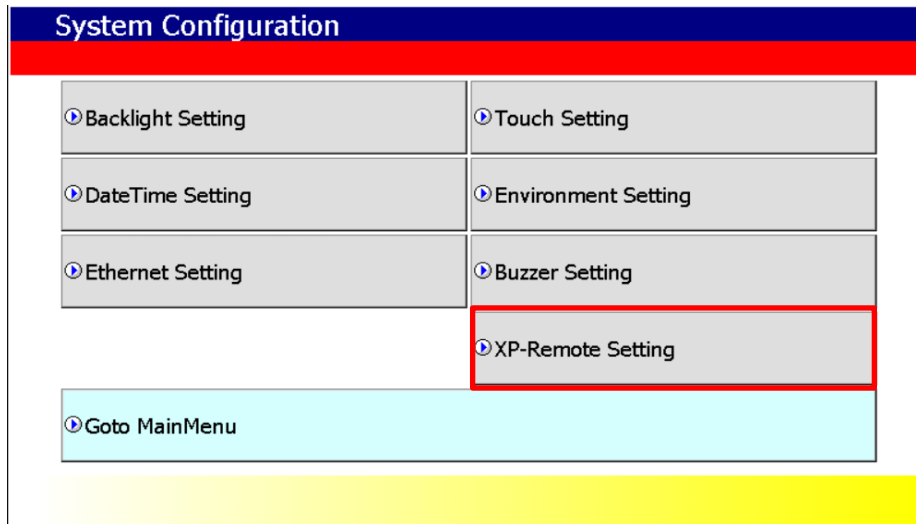 System Configuration
Backlight Setting
Touch Setting
DateTime Setting
Environment Setting
Ethernet Setting
Buzzer Setting
XP-Remote Setting
Goto MainMenu